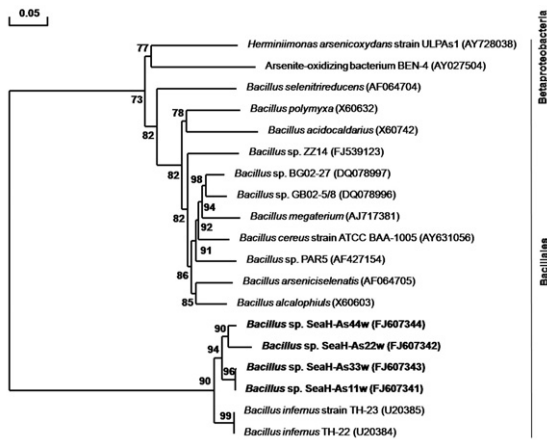 0.05
Herminiimonas arsenicoxydans strain ULPAs1 (AY728038)
77
Arsenite-oxidizing bacterium BEN-4 (AY027504)
73
Bacillus selenitrireducens (AF064704)
82
78
Bacillus polymyxa (X60632)
Bacillus acidocaldarius (X60742)
82
Bacillus sp. ZZ14 (FJ539123)
98
Bacillus sp. BG02-27 (DQ078997)
Bacillus sp. GB02-5/8 (DQ078996)
94
82
Bacillus megaterium (AJ717381)
92
Bacillus cereus strain ATCC BAA-1005 (AY631056)
91
Bacillus sp. PAR5 (AF427154)
86
Bacillus arseniciselenatis (AF064705)
85
Bacillus alcalophiuls (X60603)
90
Bacillus sp. SeaH-As44w (FJ607344)
94
Bacillus sp. SeaH-As22w (FJ607342)
96
Bacillus sp. SeaH-As33w (FJ607343)
90
Bacillus sp. SeaH-As11w (FJ607341)
99
Bacillus infernus strain TH-23 (U20385)
Bacillus infernus TH-22 (U20384)
Betaproteobacteria
Bacillales